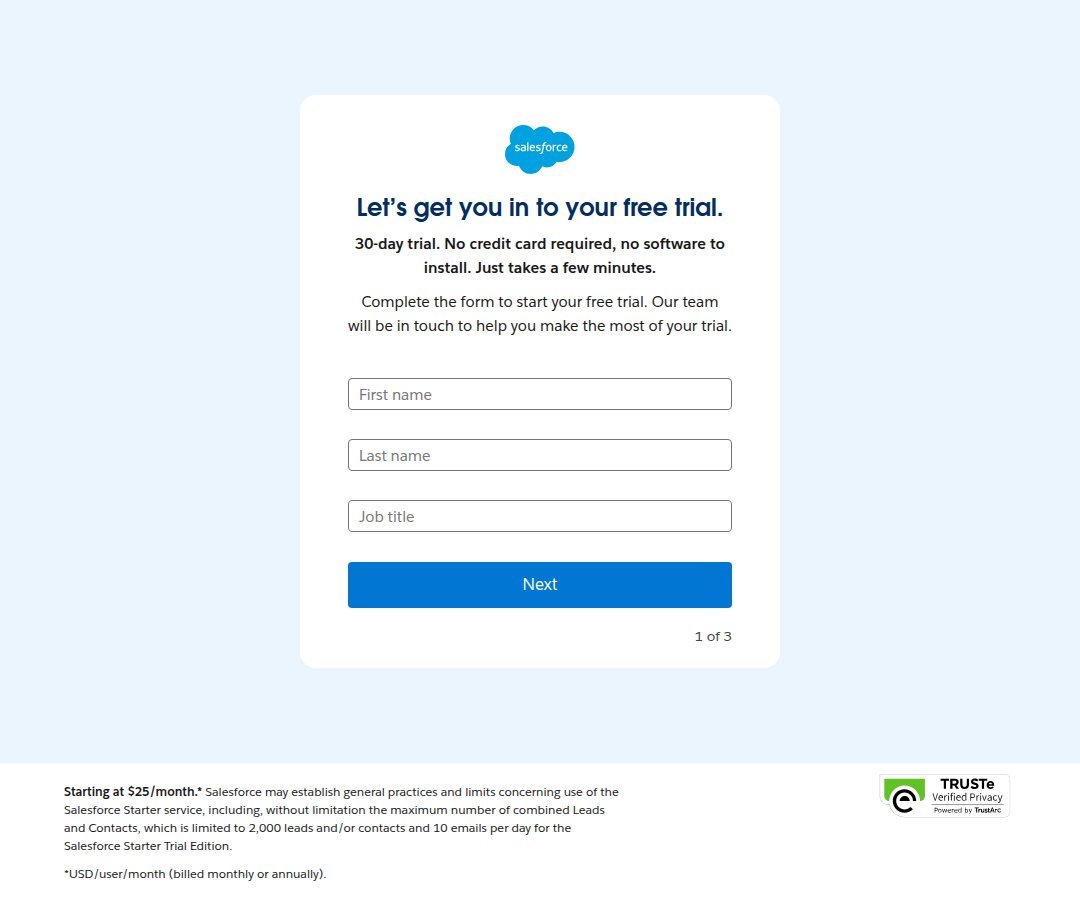 salesforce
Let’s get you in to your free trial.
30-day trial. No credit card required, no software to
install. Just takes a few minutes.
Complete the form to start your free trial. Our team
will be in touch to help you make the most of your trial.
First name
Last name
Job title
Next
1 of 3
Starting at $25/month.* Salesforce may establish general practices and limits concerning use of the
Salesforce Starter service, including, without limitation the maximum number of combined Leads
and Contacts, which is limited to 2,000 leads and/or contacts and 10 emails per day for the
Salesforce Starter Trial Edition.
*USD/user/month (billed monthly or annually).
TRUSTe
Verified Privacy
Powered by TrustArc